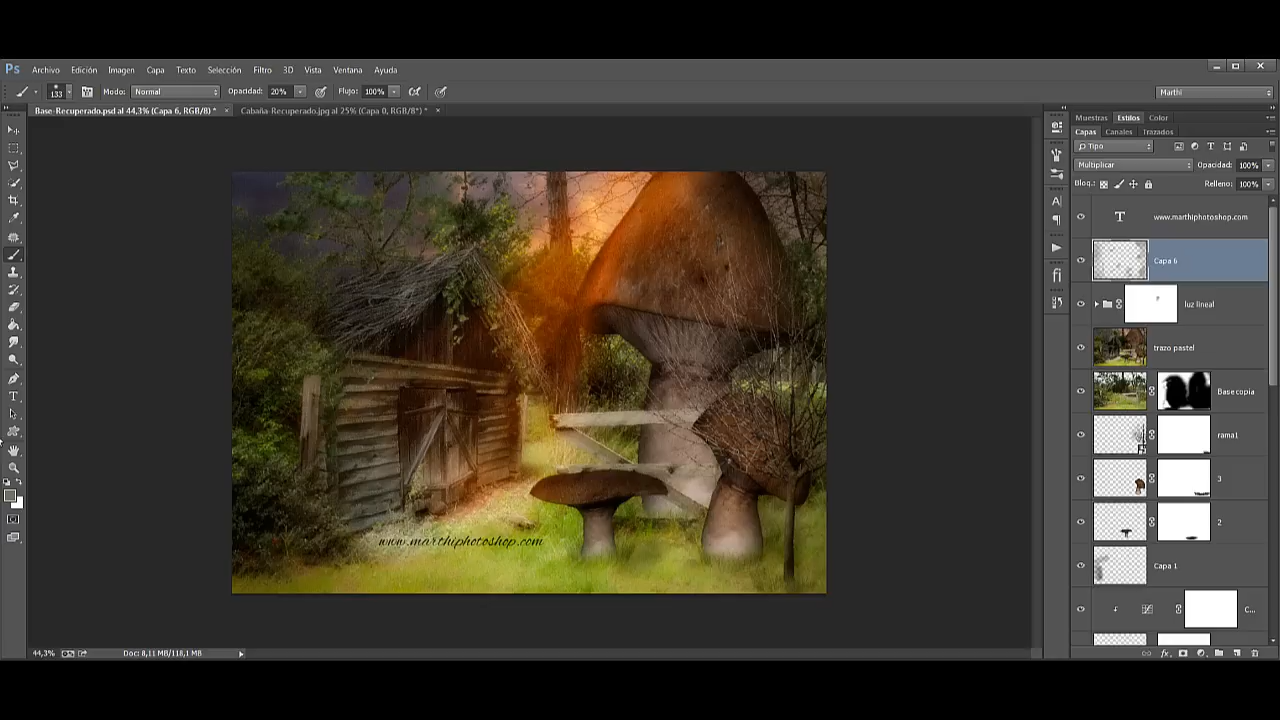 Ps Archivo Edición Imagen Capa Texto Selección Filtro 3D Vista Ventana Ayuda
133 Modo: Normal Opacidad: 20% Flujo: 100% Marthi
Base-Recuperado.psd al 44,3% (Capa 6, RGB/8) * × Cabaña-Recuperado.jpg al 25% (Capa 0, RGB/8*) * ×
Muestras Estilos Color
Capas Canales Trazados
Tipo
Multiplicar Opacidad: 100%
Bloq.: Relleno: 100%
T www.marthiphotoshop.com
Capa 6
luz lineal
trazo pastel
Base copia
rama1
3
2
Capa 1
C...
www.marthiphotoshop.com
44,3% Doc: 8,11 MB/118,1 MB